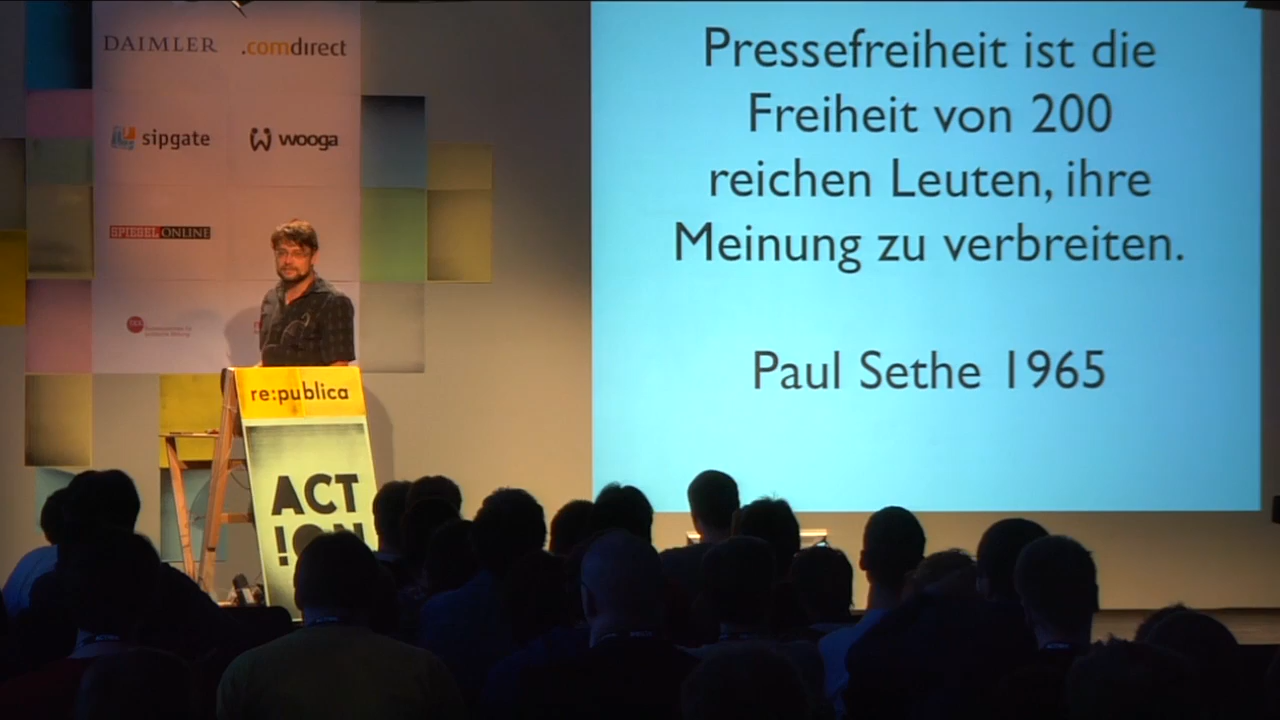 DAIMLER
.comdirect
sipgate
wooga
SPIEGEL ONLINE
re:publica
ACT
!ON
Pressefreiheit ist die
Freiheit von 200
reichen Leuten, ihre
Meinung zu verbreiten.
Paul Sethe 1965